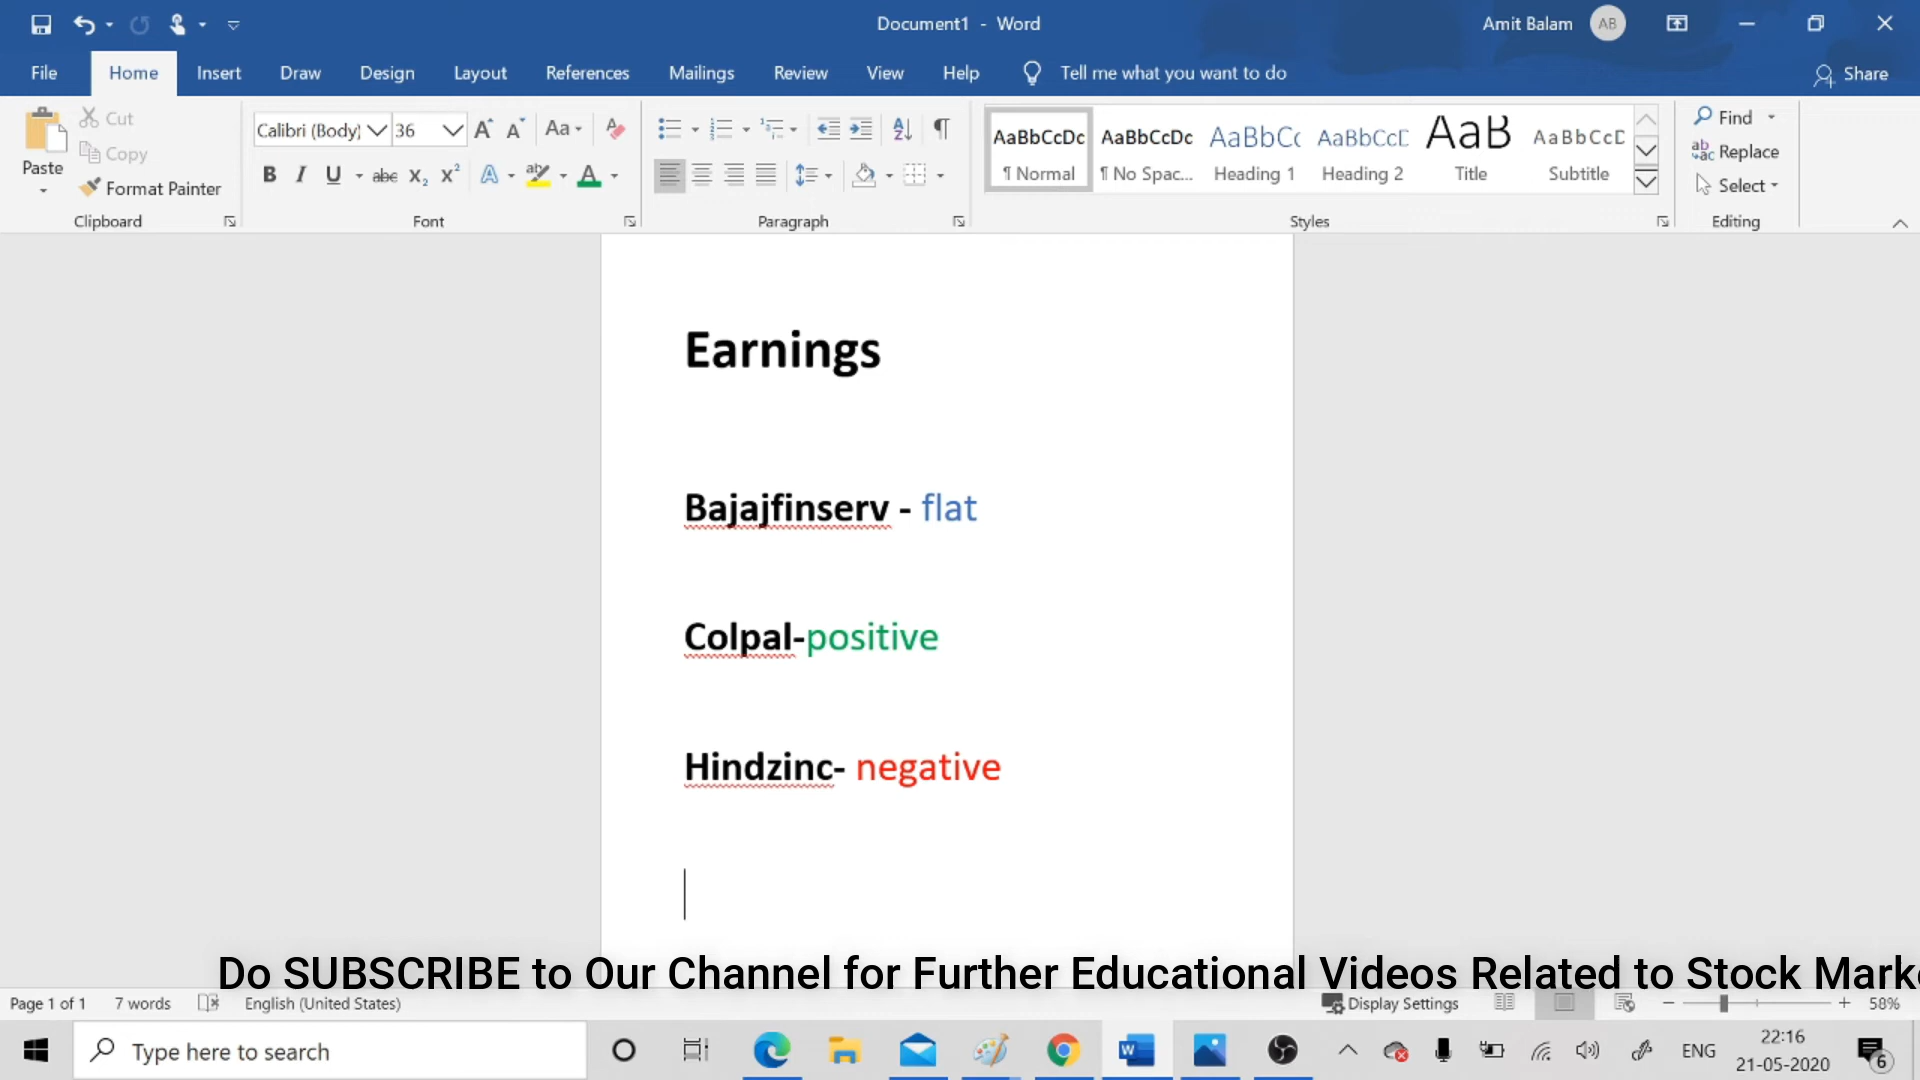 Document1 - Word
Amit Balam AB
File Home Insert Draw Design Layout References Mailings Review View Help Tell me what you want to do Share
Paste
Cut
Copy
Format Painter
Clipboard
Calibri (Body) 36
Font
Paragraph
AaBbCcDc AaBbCcDc AaBbCc AaBbCcD AaB AaBbCcD
¶ Normal ¶ No Spac... Heading 1 Heading 2 Title Subtitle
Styles
Find
Replace
Select
Editing
Earnings
Bajajfinserv - flat
Colpal-positive
Hindzinc- negative
Do SUBSCRIBE to Our Channel for Further Educational Videos Related to Stock Mark
Page 1 of 1 7 words English (United States) Display Settings 58%
Type here to search
ENG
22:16
21-05-2020
6